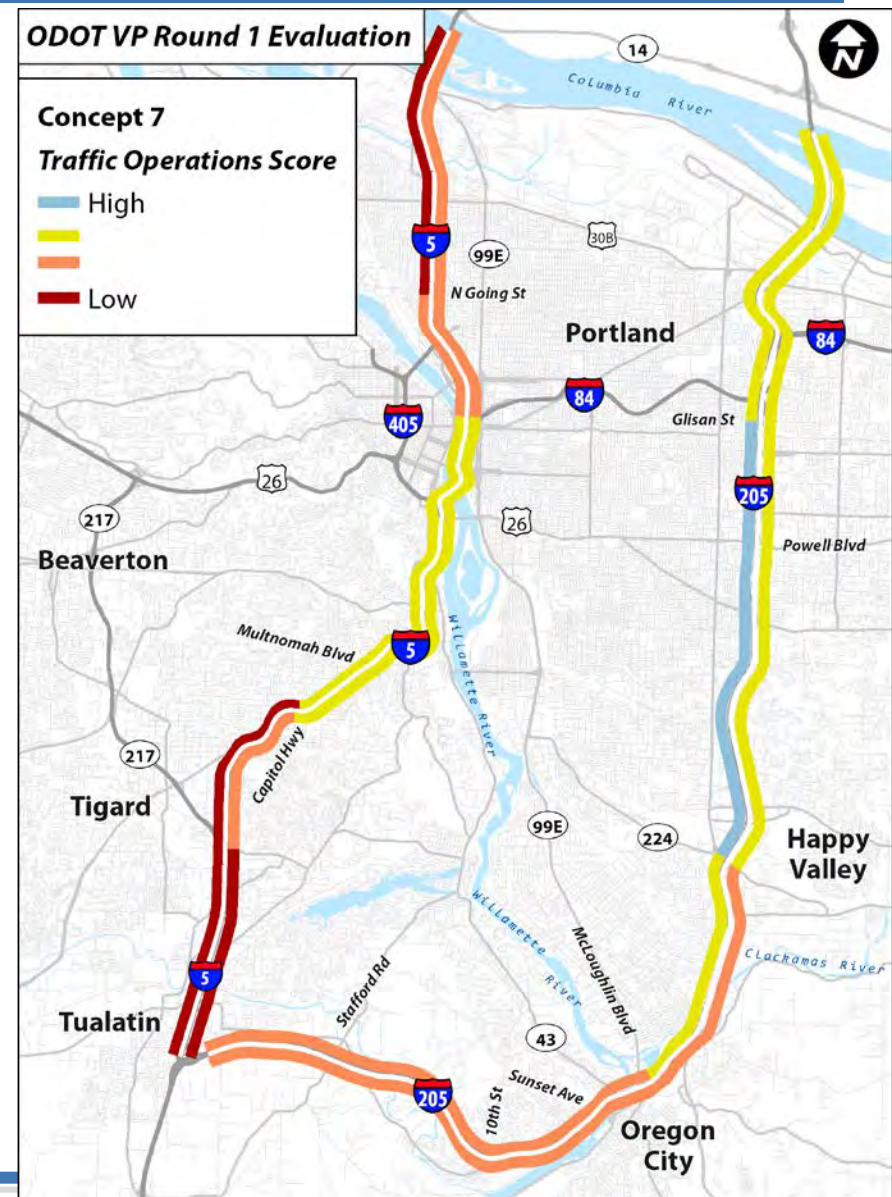 ODOT VP Round 1 Evaluation
Concept 7
Traffic Operations Score
High
Low
N
14
Columbia River
5
99E
30B
N Going St
Portland
84
84
405
Glisan St
26
205
217
26
Beaverton
Powell Blvd
Multnomah Blvd
5
Willamette River
217
Capitol Hwy
Tigard
99E
224
Happy
Valley
Willamette
River
McLoughlin Blvd
Clackamas River
Stafford Rd
5
Tualatin
43
Sunset Ave
10th St
205
Oregon
City